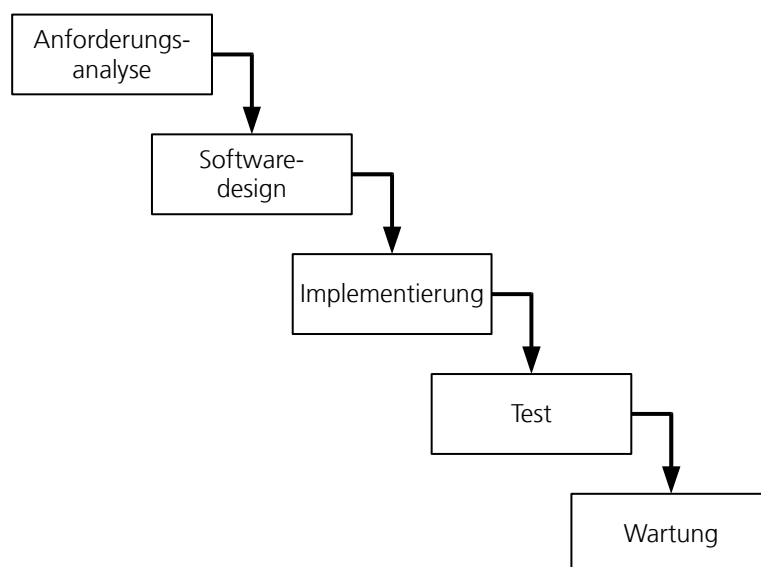 Anforderungs-
analyse
Software-
design
Implementierung
Test
Wartung